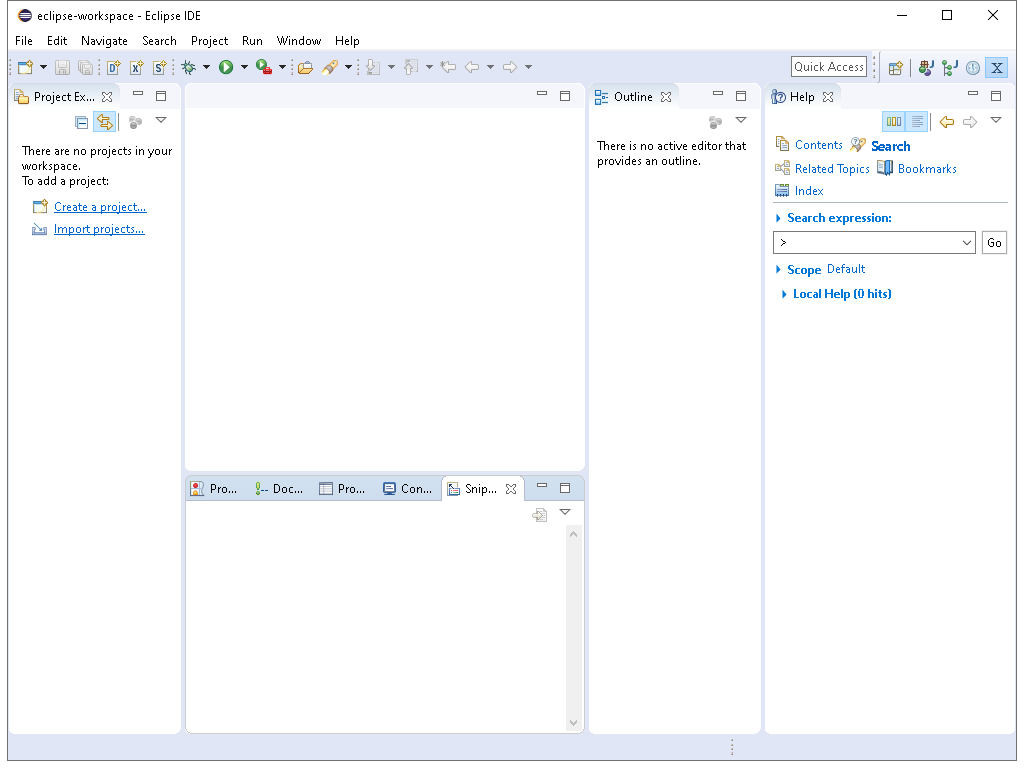 eclipse-workspace - Eclipse IDE
File Edit Navigate Search Project Run Window Help
Quick Access
Project Ex...
There are no projects in your
workspace.
To add a project:
Create a project...
Import projects...
Pro...
Doc...
Pro...
Con...
Snip...
Outline
There is no active editor that
provides an outline.
Help
Contents Search
Related Topics Bookmarks
Index
Search expression:
> Go
Scope Default
Local Help (0 hits)